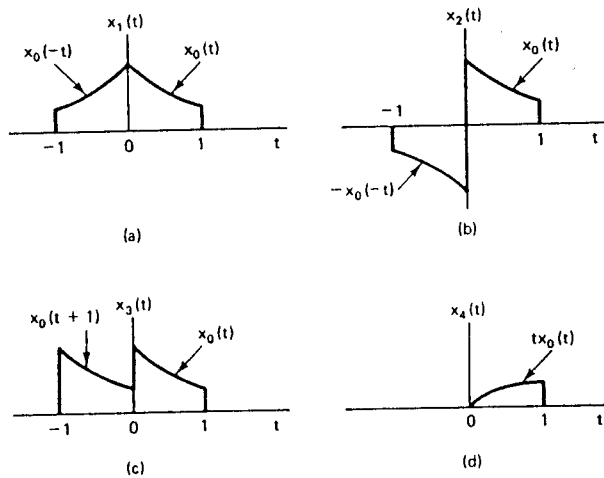 x₁(t)
x₀(-t)
x₀(t)
-1
0
1
t
(a)
x₂(t)
x₀(t)
-1
1
t
-x₀(-t)
(b)
x₃(t)
x₀(t + 1)
x₀(t)
-1
0
1
t
(c)
x₄(t)
tx₀(t)
0
1
t
(d)